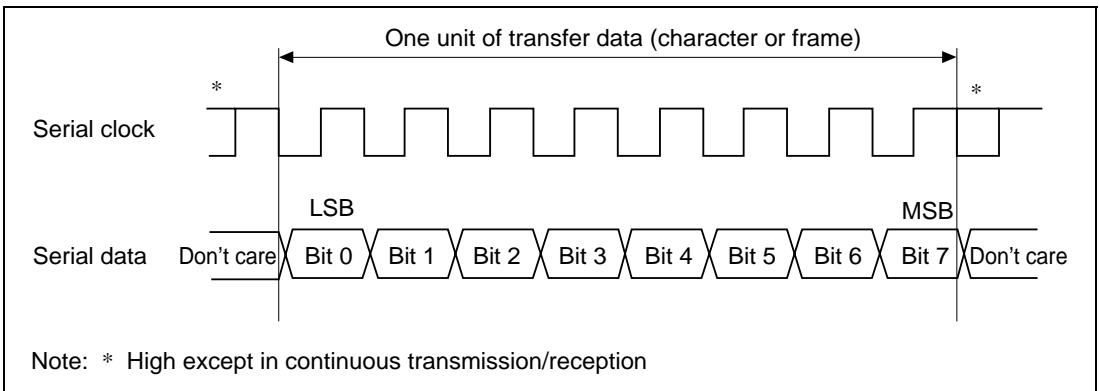 One unit of transfer data (character or frame)
* *
Serial clock
LSB MSB
Serial data Don't care Bit 0 Bit 1 Bit 2 Bit 3 Bit 4 Bit 5 Bit 6 Bit 7 Don't care
Note: * High except in continuous transmission/reception